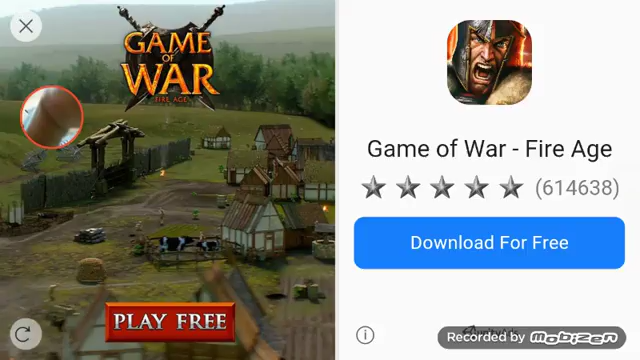 GAME
OF
WAR
FIRE AGE
PLAY FREE
Game of War - Fire Age
(614638)
Download For Free
Recorded by mobizen